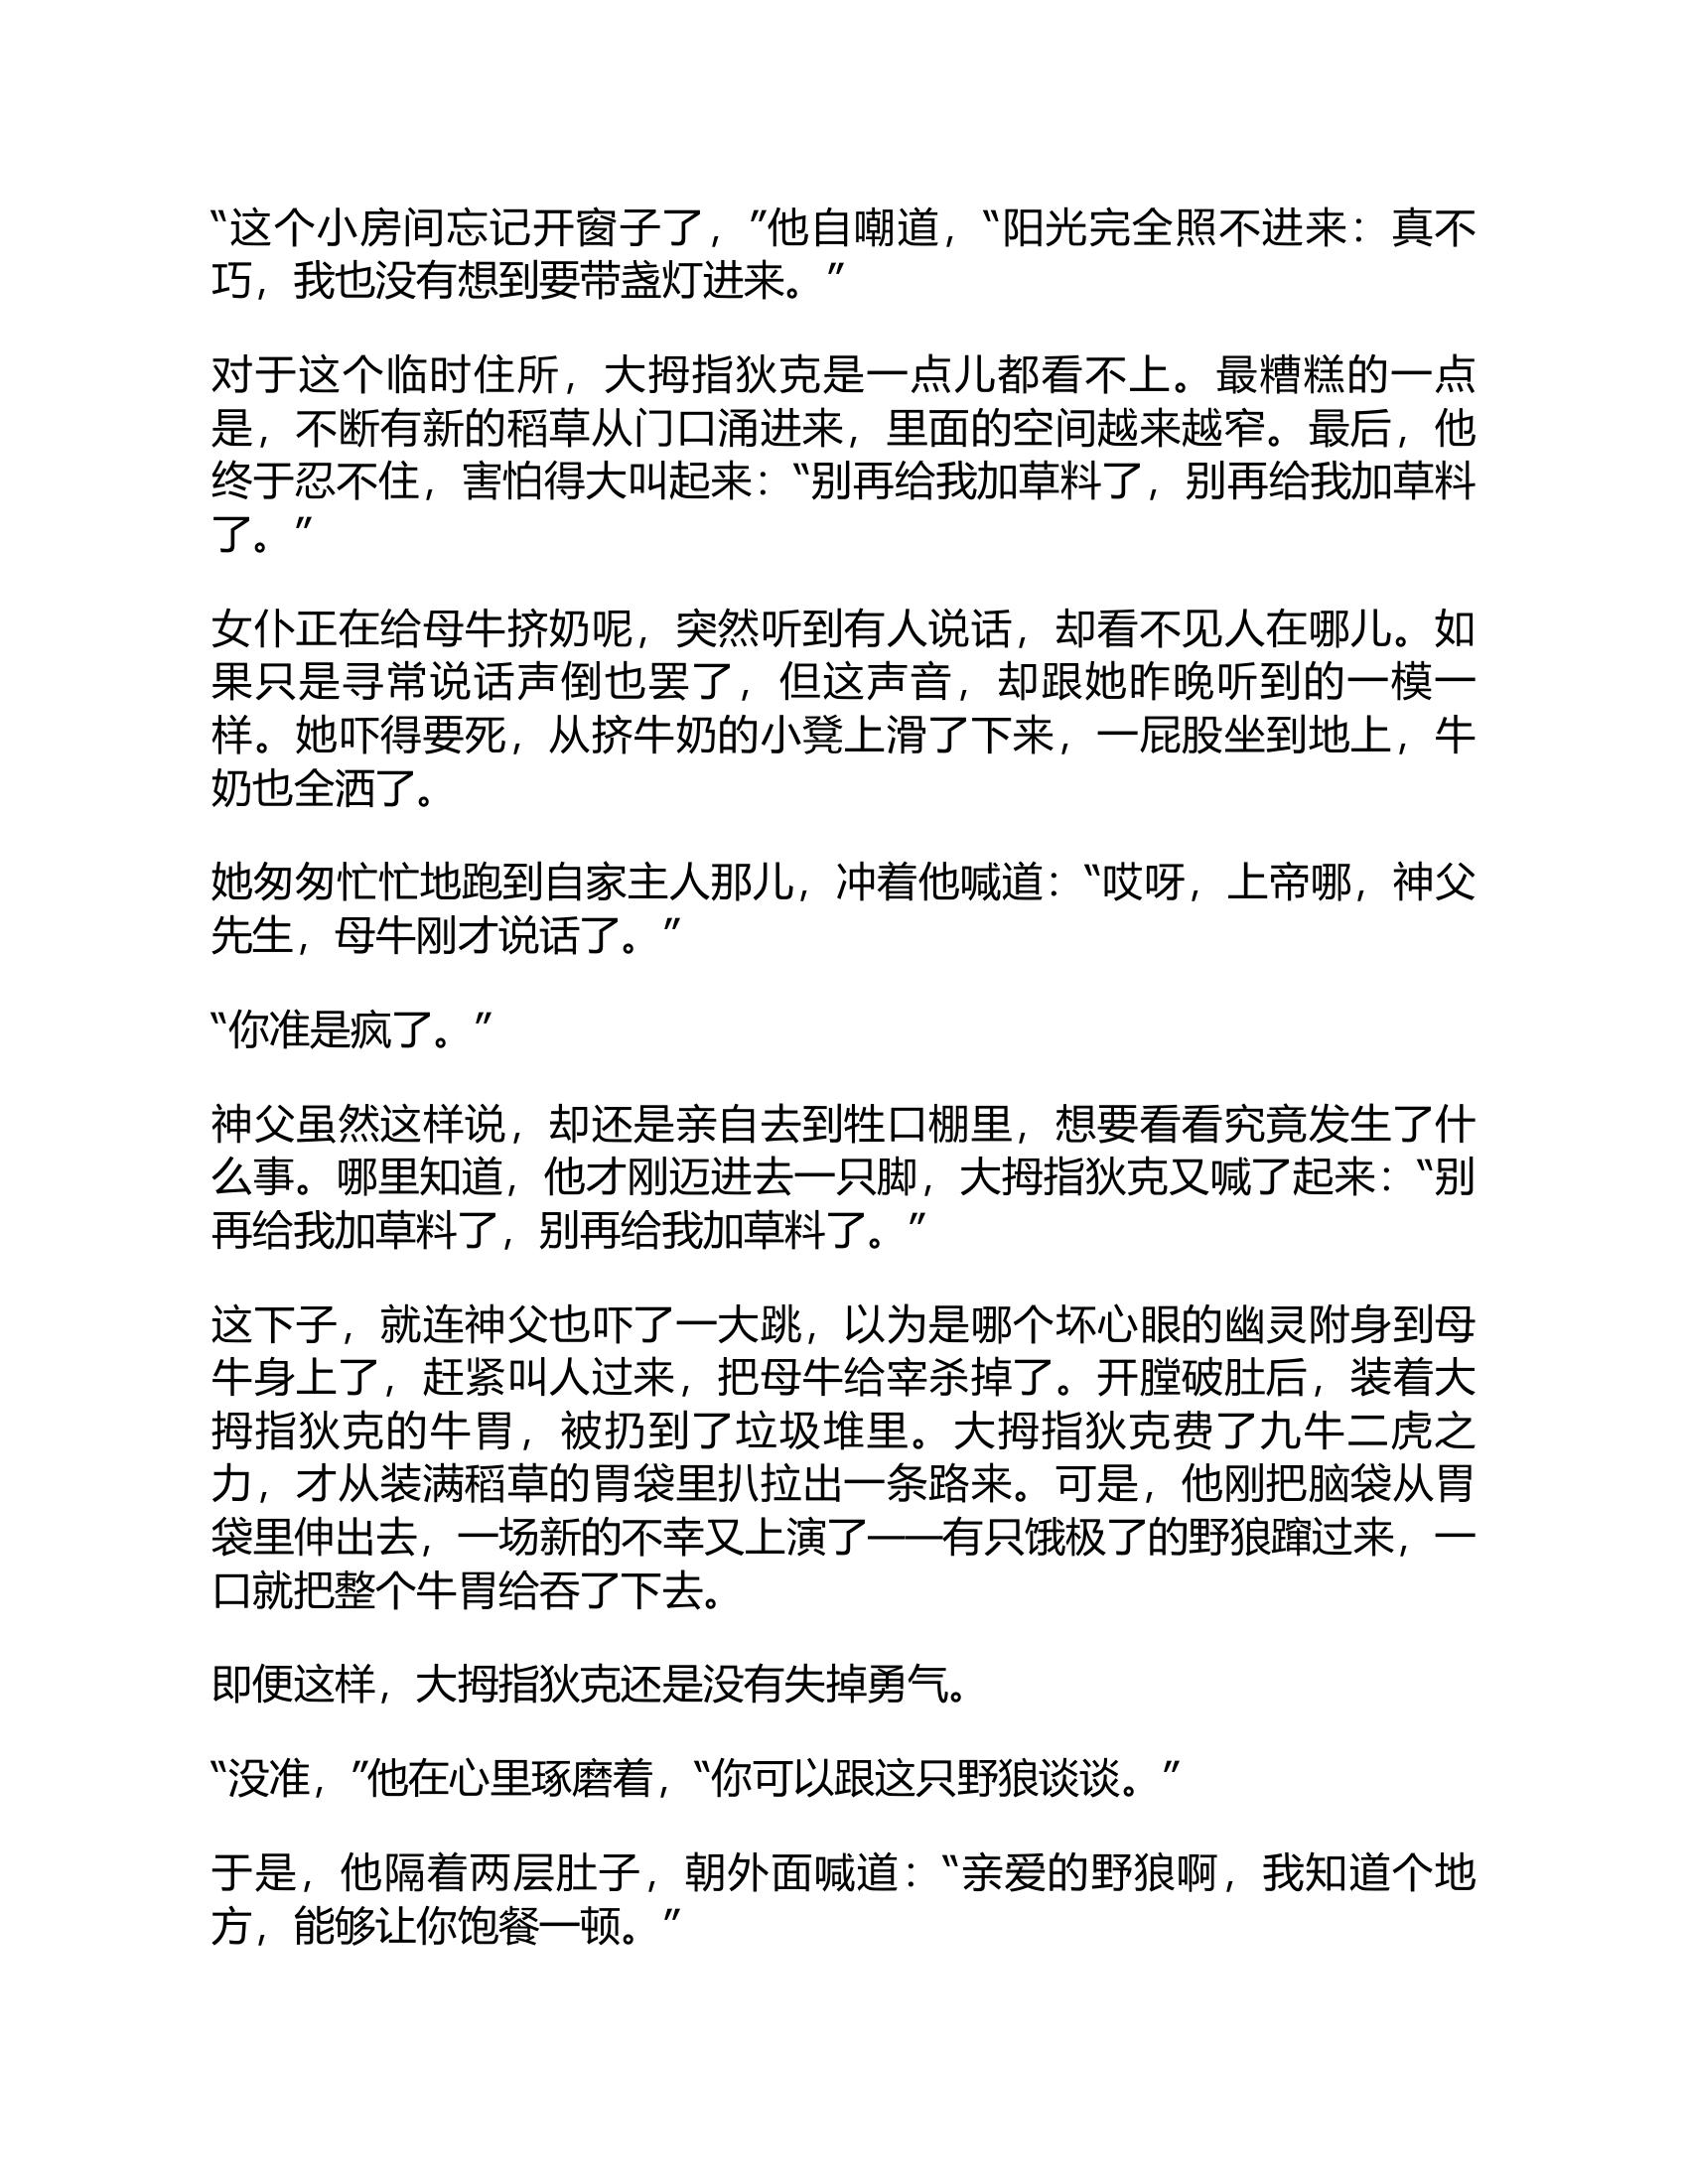 “这个小房间忘记开窗子了，”他自嘲道，“阳光完全照不进来：真不
巧，我也没有想到要带盏灯进来。”
对于这个临时住所，大拇指狄克是一点儿都看不上。最糟糕的一点
是，不断有新的稻草从门口涌进来，里面的空间越来越窄。最后，他
终于忍不住，害怕得大叫起来：“别再给我加草料了，别再给我加草料
了。”
女仆正在给母牛挤奶呢，突然听到有人说话，却看不见人在哪儿。如
果只是寻常说话声倒也罢了，但这声音，却跟她昨晚听到的一模一
样。她吓得要死，从挤牛奶的小凳上滑了下来，一屁股坐到地上，牛
奶也全洒了。
她匆匆忙忙地跑到自家主人那儿，冲着他喊道：“哎呀，上帝哪，神父
先生，母牛刚才说话了。”
“你准是疯了。”
神父虽然这样说，却还是亲自去到牲口棚里，想要看看究竟发生了什
么事。哪里知道，他才刚迈进去一只脚，大拇指狄克又喊了起来：“别
再给我加草料了，别再给我加草料了。”
这下子，就连神父也吓了一大跳，以为是哪个坏心眼的幽灵附身到母
牛身上了，赶紧叫人过来，把母牛给宰杀掉了。开膛破肚后，装着大
拇指狄克的牛胃，被扔到了垃圾堆里。大拇指狄克费了九牛二虎之
力，才从装满稻草的胃袋里扒拉出一条路来。可是，他刚把脑袋从胃
袋里伸出去，一场新的不幸又上演了——有只饿极了的野狼蹿过来，一
口就把整个牛胃给吞了下去。
即便这样，大拇指狄克还是没有失掉勇气。
“没准，”他在心里琢磨着，“你可以跟这只野狼谈谈。”
于是，他隔着两层肚子，朝外面喊道：“亲爱的野狼啊，我知道个地
方，能够让你饱餐一顿。”